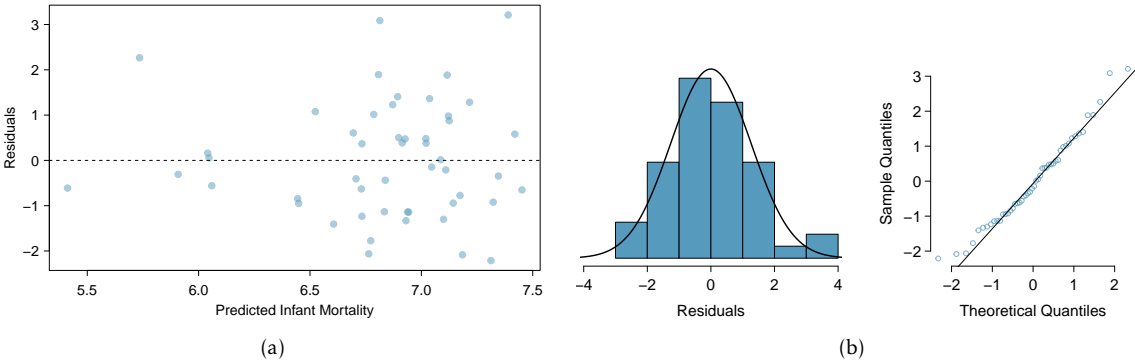 3
2
1
0
−1
−2
Residuals
5.5 6.0 6.5 7.0 7.5
Predicted Infant Mortality
(a)
−4 −2 0 2 4
Residuals
3
2
1
0
−1
−2
Sample Quantiles
−2 −1 0 1 2
Theoretical Quantiles
(b)